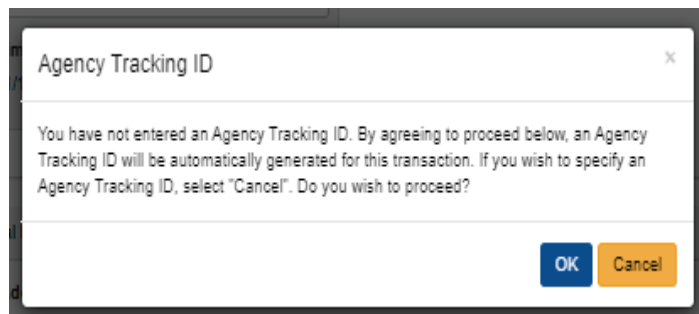 Agency Tracking ID
x
You have not entered an Agency Tracking ID. By agreeing to proceed below, an Agency
Tracking ID will be automatically generated for this transaction. If you wish to specify an
Agency Tracking ID, select "Cancel". Do you wish to proceed?
OK Cancel